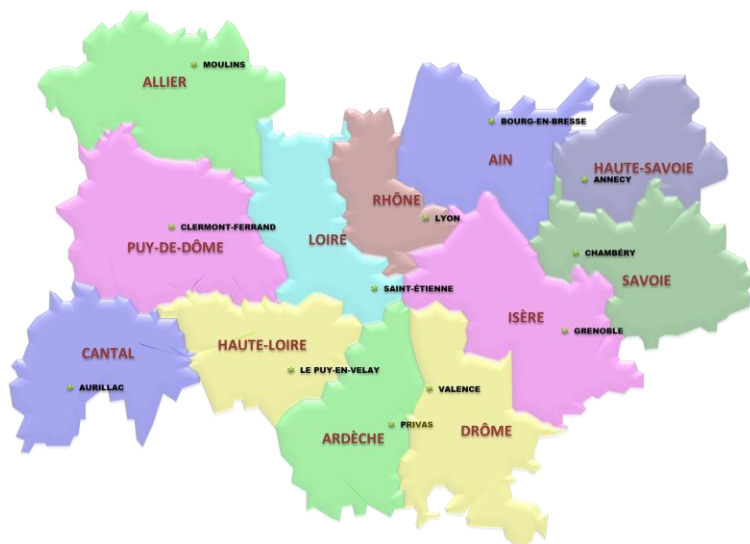 MOULINS
ALLIER
BOURG-EN-BRESSE
AIN
HAUTE-SAVOIE
ANNECY
RHÔNE
LYON
CLERMONT-FERRAND
PUY-DE-DÔME
LOIRE
CHAMBÉRY
SAVOIE
SAINT-ÉTIENNE
ISÈRE
GRENOBLE
HAUTE-LOIRE
CANTAL
LE PUY-EN-VELAY
AURILLAC
VALENCE
PRIVAS
ARDÈCHE
DRÔME